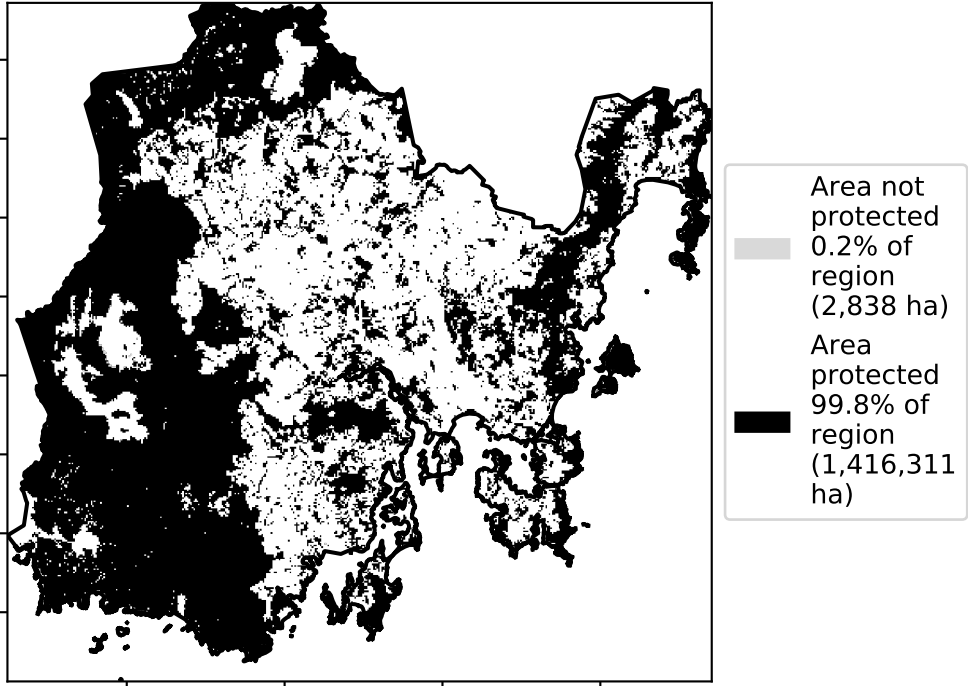 Area not
protected
0.2% of
region
(2,838 ha)
Area
protected
99.8% of
region
(1,416,311
ha)